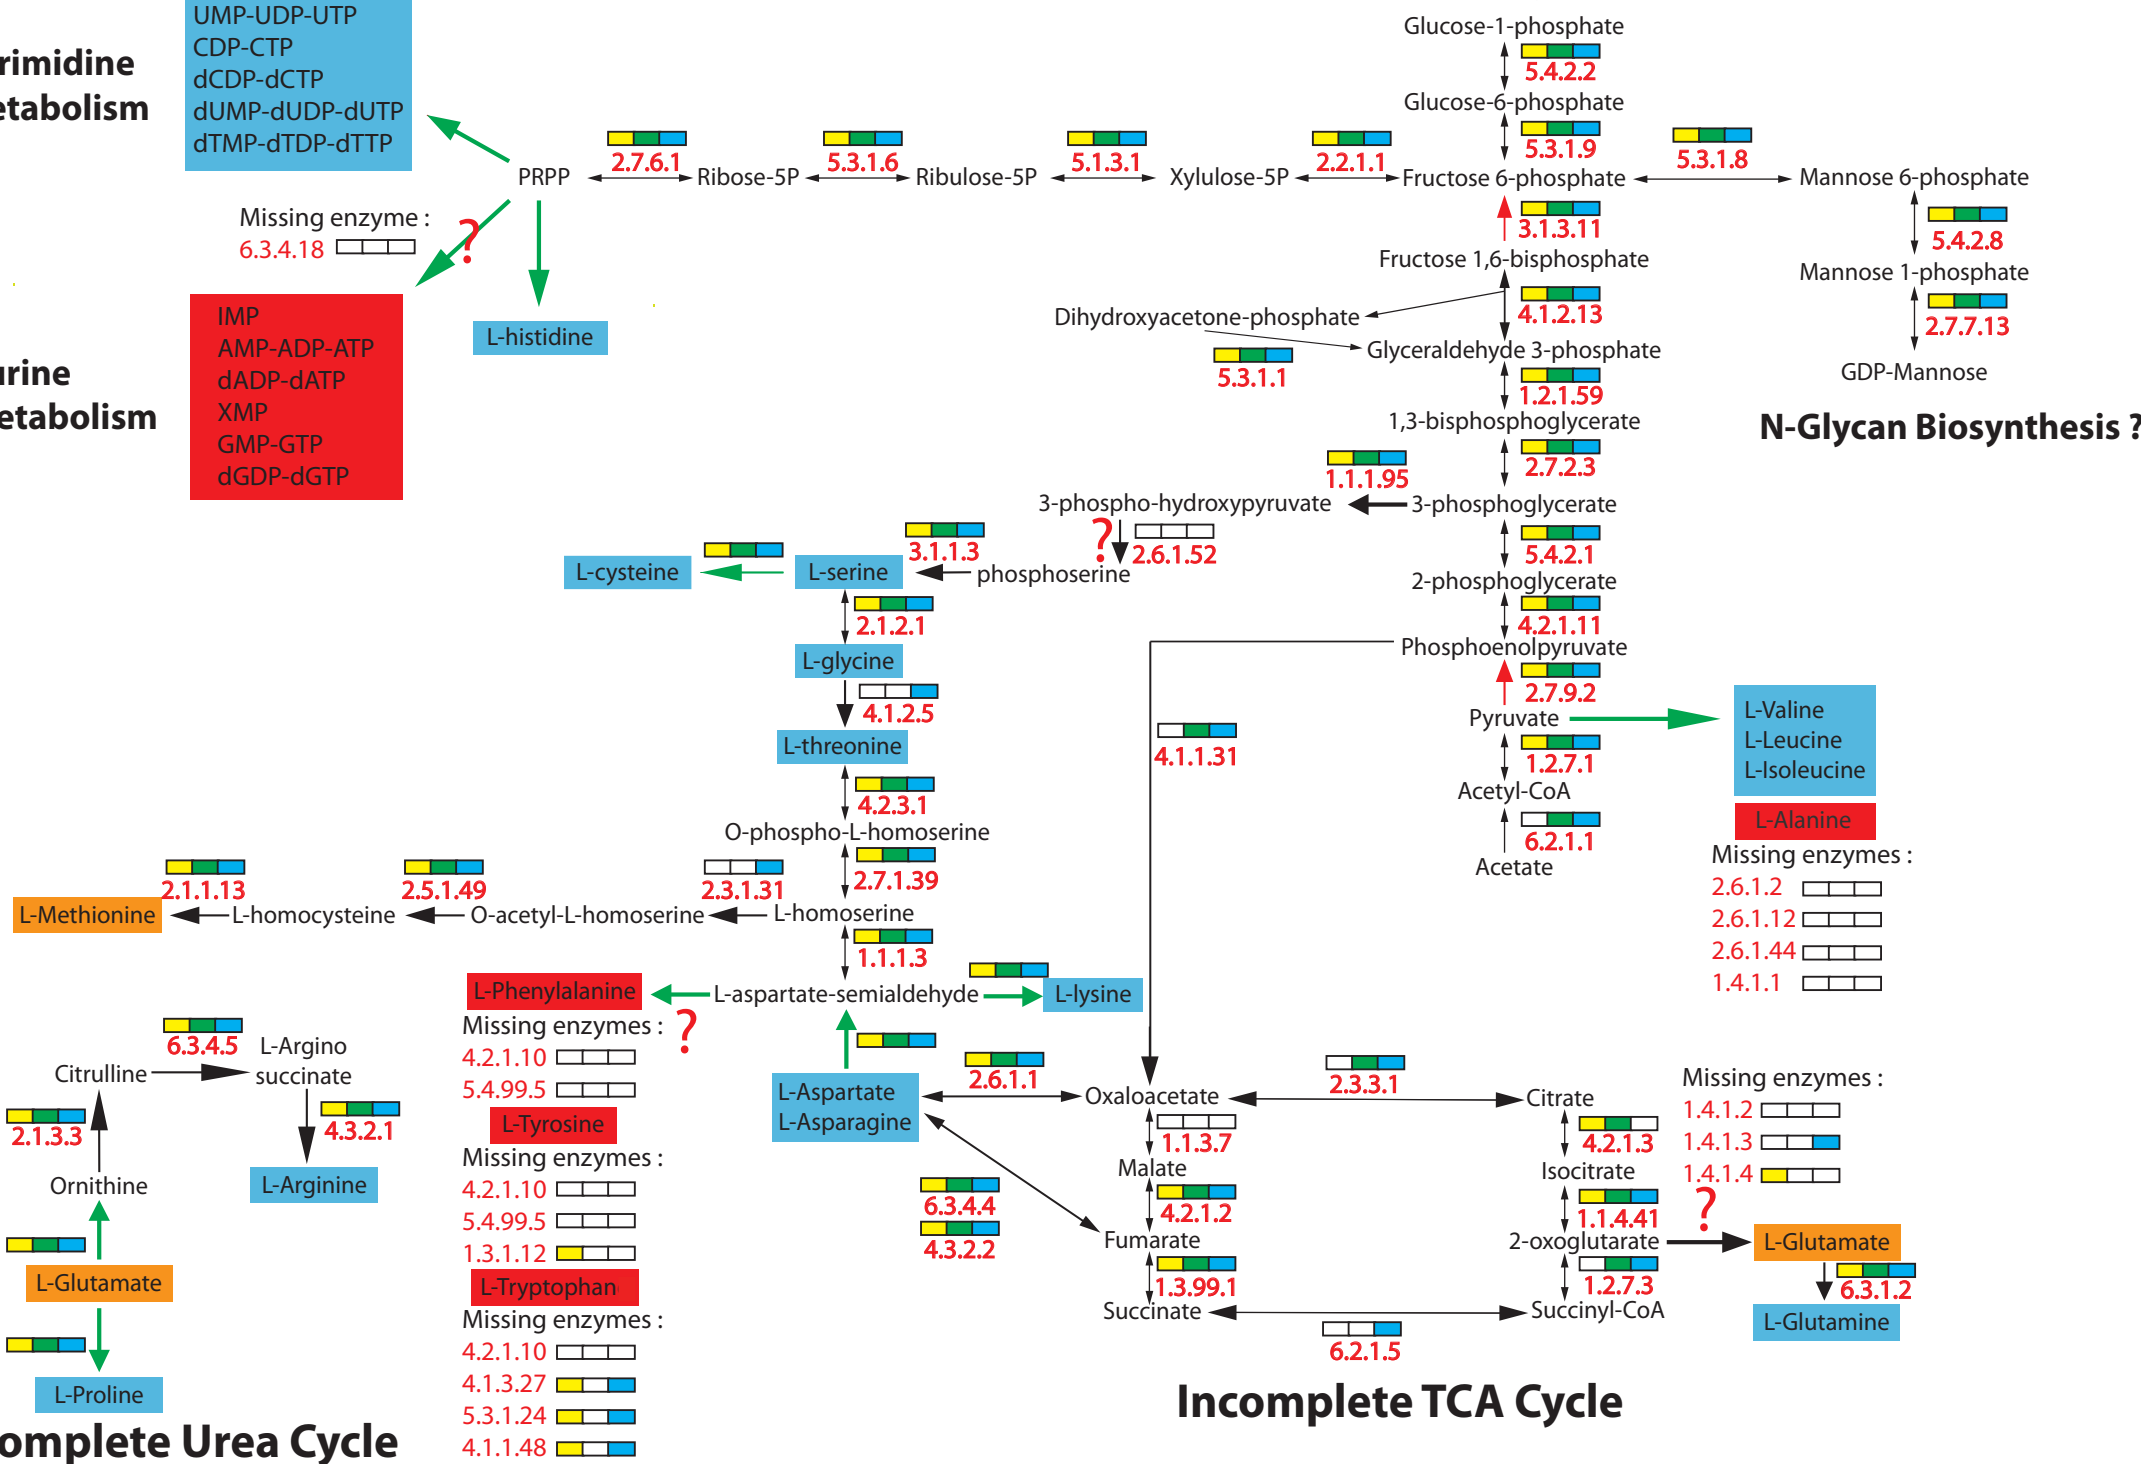 UMP-UDP-UTP
CDP-CTP
dCDP-dCTP
dUMP-dUDP-dUTP
dTMP-dTDP-dTTP
rimidine
etabolism
Glucose-1-phosphate
5.4.2.2
Glucose-6-phosphate
5.3.1.9
5.3.1.8
2.7.6.1
5.3.1.6
5.1.3.1
2.2.1.1
PRPP
Ribose-5P
Ribulose-5P
Xylulose-5P
Fructose 6-phosphate
Mannose 6-phosphate
Missing enzyme :
6.3.4.18
?
3.1.3.11
5.4.2.8
Fructose 1,6-bisphosphate
Mannose 1-phosphate
4.1.2.13
2.7.7.13
Dihydroxyacetone-phosphate
Glyceraldehyde 3-phosphate
5.3.1.1
GDP-Mannose
1.2.1.59
N-Glycan Biosynthesis ?
IMP
AMP-ADP-ATP
dADP-dATP
XMP
GMP-GTP
dGDP-dGTP
urine
etabolism
L-histidine
1,3-bisphosphoglycerate
2.7.2.3
1.1.1.95
3-phospho-hydroxypyruvate
3-phosphoglycerate
?
2.6.1.52
5.4.2.1
3.1.1.3
L-cysteine
L-serine
phosphoserine
2-phosphoglycerate
2.1.2.1
4.2.1.11
L-glycine
Phosphoenolpyruvate
4.1.2.5
2.7.9.2
L-threonine
4.1.1.31
Pyruvate
L-Valine
L-Leucine
L-Isoleucine
1.2.7.1
Acetyl-CoA
4.2.3.1
6.2.1.1
L-Alanine
O-phospho-L-homoserine
Acetate
Missing enzymes :
2.6.1.2
2.6.1.12
2.6.1.44
1.4.1.1
2.1.1.13
2.5.1.49
2.3.1.31
2.7.1.39
L-Methionine
L-homocysteine
O-acetyl-L-homoserine
L-homoserine
1.1.1.3
L-Phenylalanine
L-aspartate-semialdehyde
L-lysine
Missing enzymes :
?
4.2.1.10
5.4.99.5
L-Tyrosine
Missing enzymes :
4.2.1.10
5.4.99.5
1.3.1.12
L-Tryptophan
Missing enzymes :
4.2.1.10
4.1.3.27
5.3.1.24
4.1.1.48
6.3.4.5
L-Argino
succinate
Citrulline
2.1.3.3
4.3.2.1
Ornithine
L-Arginine
L-Glutamate
L-Proline
omplete Urea Cycle
L-Aspartate
L-Asparagine
2.6.1.1
Oxaloacetate
2.3.3.1
Citrate
1.1.3.7
4.2.1.3
Malate
Isocitrate
6.3.4.4
4.3.2.2
4.2.1.2
1.1.4.41
Fumarate
2-oxoglutarate
1.3.99.1
1.2.7.3
Succinate
Succinyl-CoA
6.2.1.5
Missing enzymes :
1.4.1.2
1.4.1.3
1.4.1.4
?
L-Glutamate
6.3.1.2
L-Glutamine
Incomplete TCA Cycle